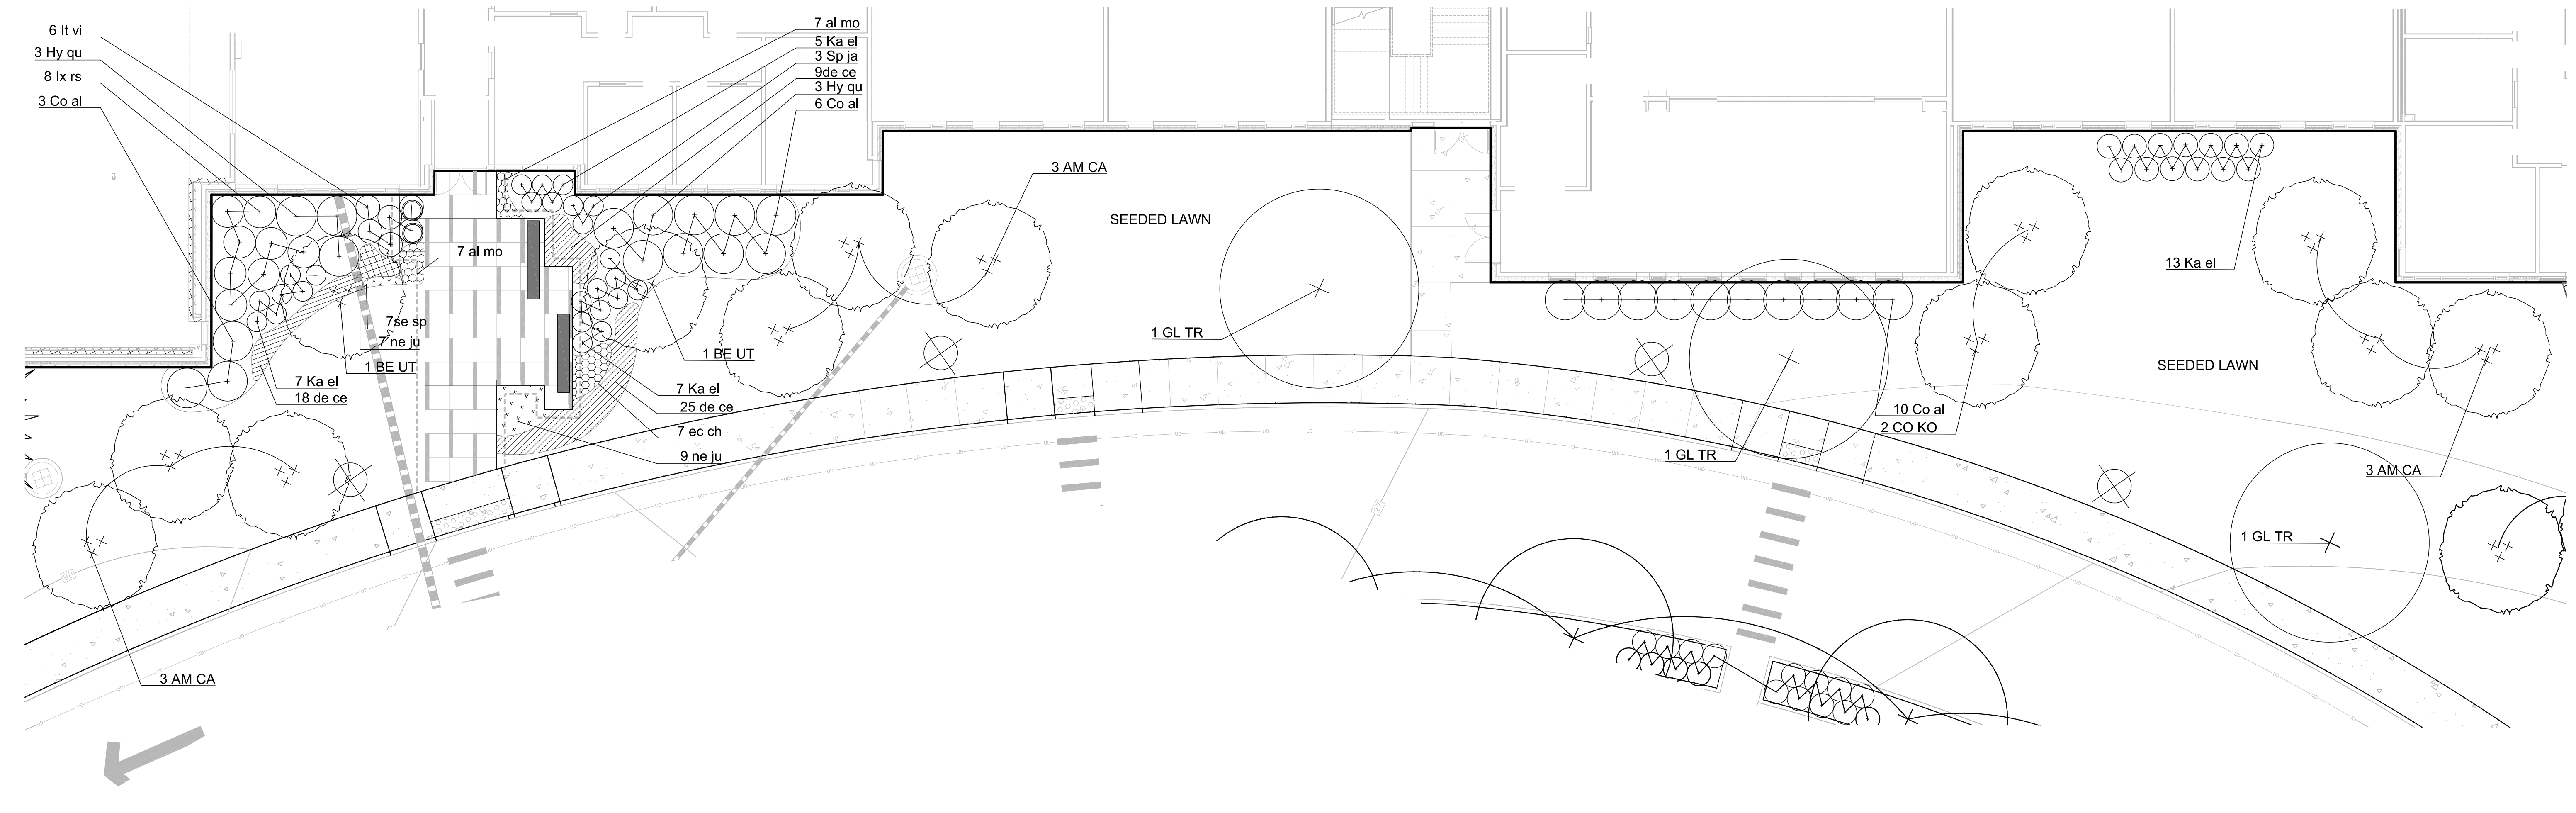 6 It vi
3 Hy qu
8 Ix rs
3 Co al
7 al mo
5 Ka el
3 Sp ja
9de ce
3 Hy qu
6 Co al
3 AM CA
SEEDED LAWN
7 al mo
13 Ka el
7se sp
7 ne ju
1 BE UT
1 GL TR
1 BE UT
SEEDED LAWN
7 Ka el
18 de ce
7 Ka el
25 de ce
7 ec ch
9 ne ju
10 Co al
2 CO KO
1 GL TR
3 AM CA
1 GL TR
3 AM CA